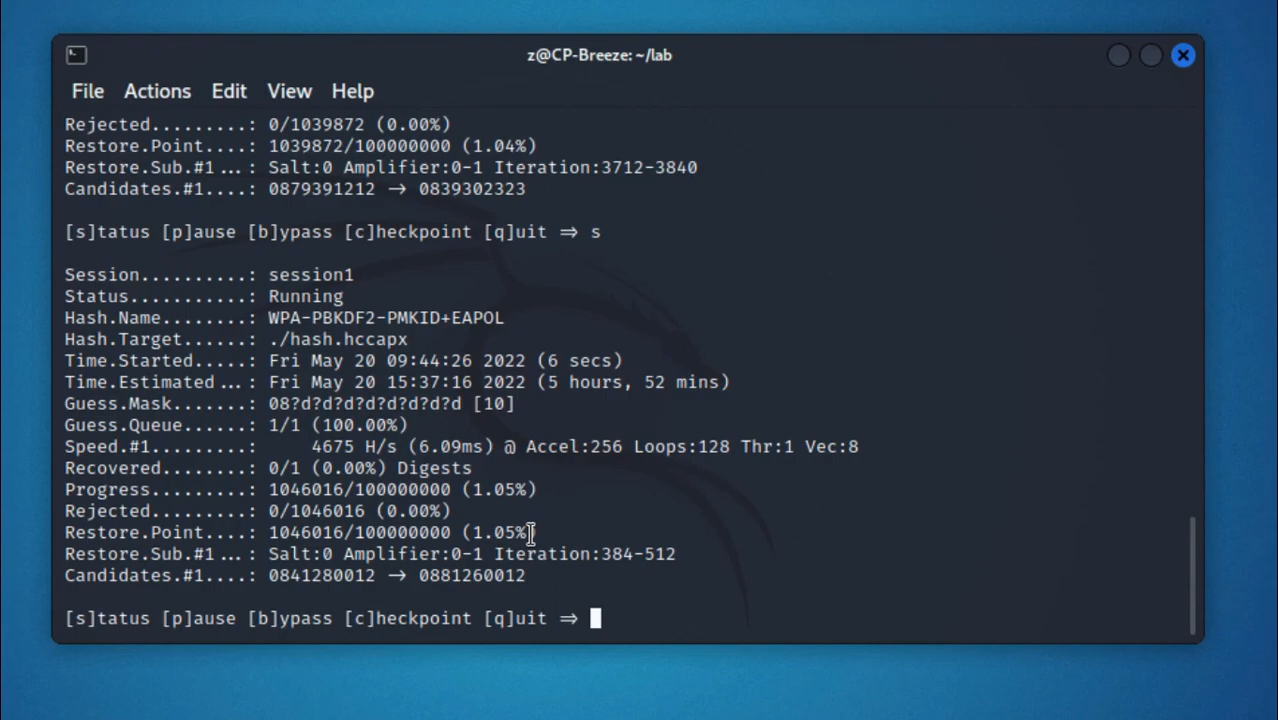 z@CP-Breeze: ~/lab
File Actions Edit View Help
Rejected.........: 0/1039872 (0.00%)
Restore.Point....: 1039872/100000000 (1.04%)
Restore.Sub.#1...: Salt:0 Amplifier:0-1 Iteration:3712-3840
Candidates.#1....: 0879391212 -> 0839302323
[s]tatus [p]ause [b]ypass [c]heckpoint [q]uit => s
Session..........: session1
Status...........: Running
Hash.Name........: WPA-PBKDF2-PMKID+EAPOL
Hash.Target......: ./hash.hccapx
Time.Started.....: Fri May 20 09:44:26 2022 (6 secs)
Time.Estimated...: Fri May 20 15:37:16 2022 (5 hours, 52 mins)
Guess.Mask.......: 08?d?d?d?d?d?d?d?d [10]
Guess.Queue......: 1/1 (100.00%)
Speed.#1.........:     4675 H/s (6.09ms) @ Accel:256 Loops:128 Thr:1 Vec:8
Recovered........: 0/1 (0.00%) Digests
Progress.........: 1046016/100000000 (1.05%)
Rejected.........: 0/1046016 (0.00%)
Restore.Point....: 1046016/100000000 (1.05%)
Restore.Sub.#1...: Salt:0 Amplifier:0-1 Iteration:384-512
Candidates.#1....: 0841280012 -> 0881260012
[s]tatus [p]ause [b]ypass [c]heckpoint [q]uit =>